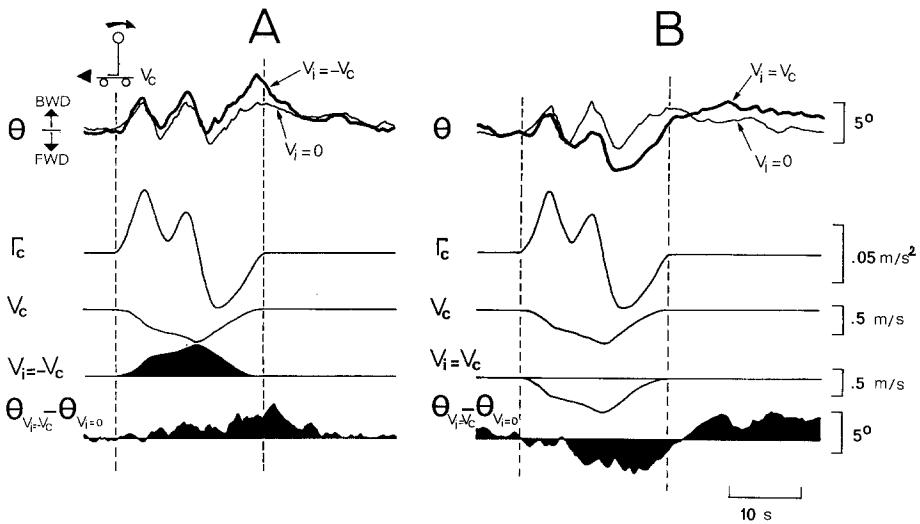 A
B
V_c
BWD
θ
FWD
V_i=-V_c
V_i=0
θ
V_i=V_c
V_i=0
5°
Γ_c
Γ_c
.05 m/s²
V_c
V_c
.5 m/s
V_i=-V_c
V_i=V_c
.5 m/s
θ_{V_i=-V_c}-θ_{V_i=0}
θ_{V_i=V_c}-θ_{V_i=0}
5°
10 s